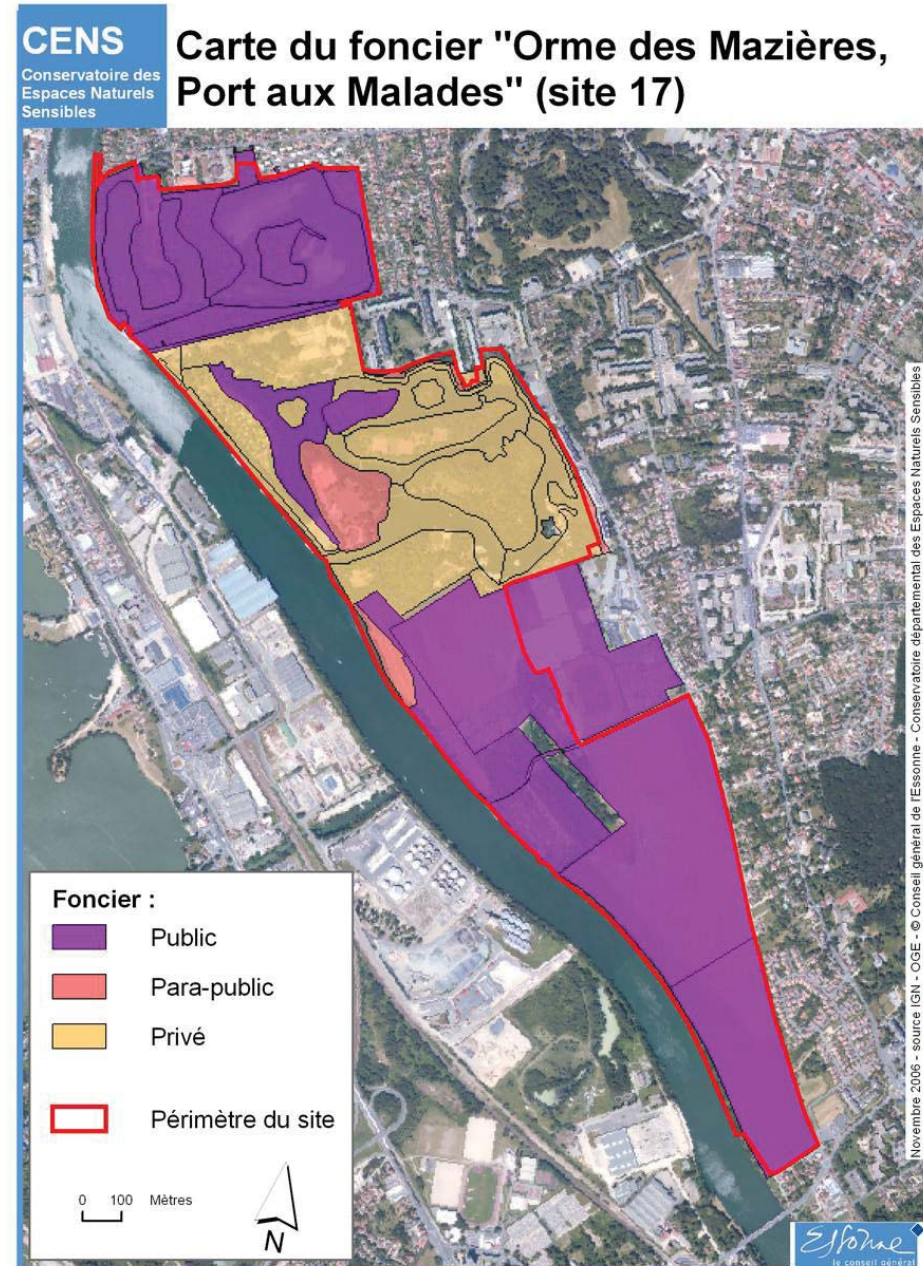 CENS
Conservatoire des
Espaces Naturels
Sensibles
Carte du foncier "Orme des Mazières,
Port aux Malades" (site 17)
Novembre 2006 - source IGN - OGE - © Conseil général de l'Essonne - Conservatoire départemental des Espaces Naturels Sensibles
Foncier :
Public
Para-public
Privé
Périmètre du site
0 100 Mètres
N
Essonne
le conseil général